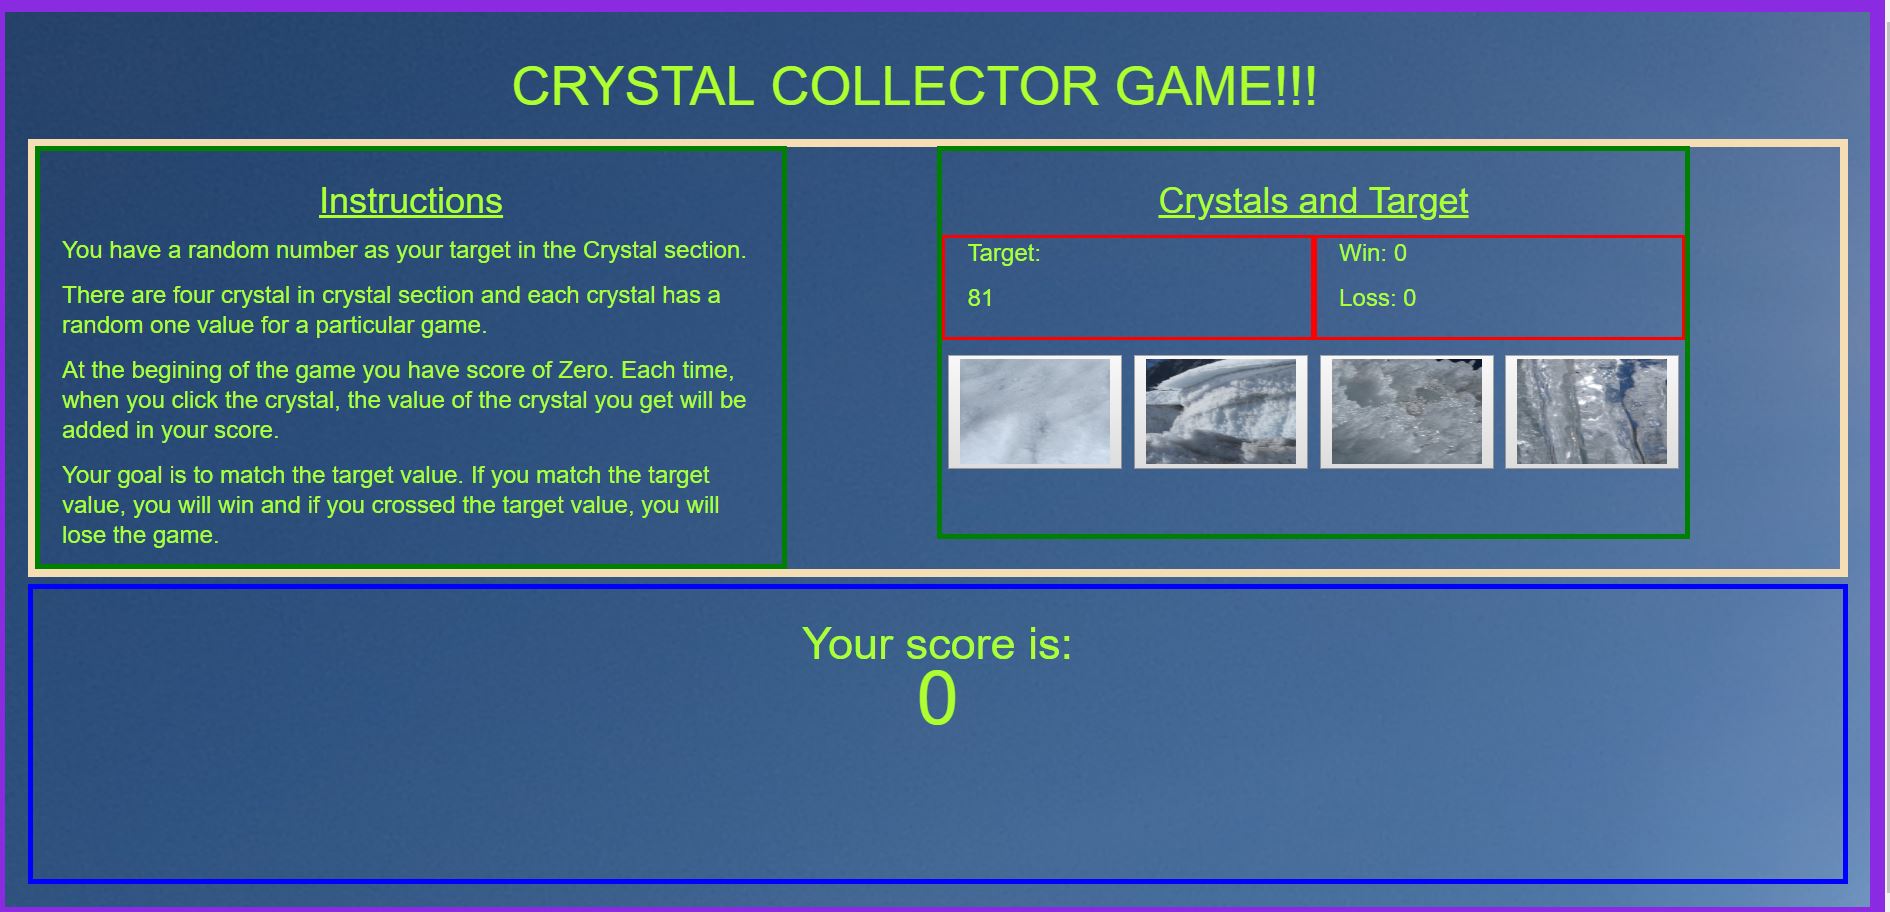 CRYSTAL COLLECTOR GAME!!!
Instructions
You have a random number as your target in the Crystal section.
There are four crystal in crystal section and each crystal has a
random one value for a particular game.
At the begining of the game you have score of Zero. Each time,
when you click the crystal, the value of the crystal you get will be
added in your score.
Your goal is to match the target value. If you match the target
value, you will win and if you crossed the target value, you will
lose the game.
Crystals and Target
Target:
81
Win: 0
Loss: 0
Your score is:
0